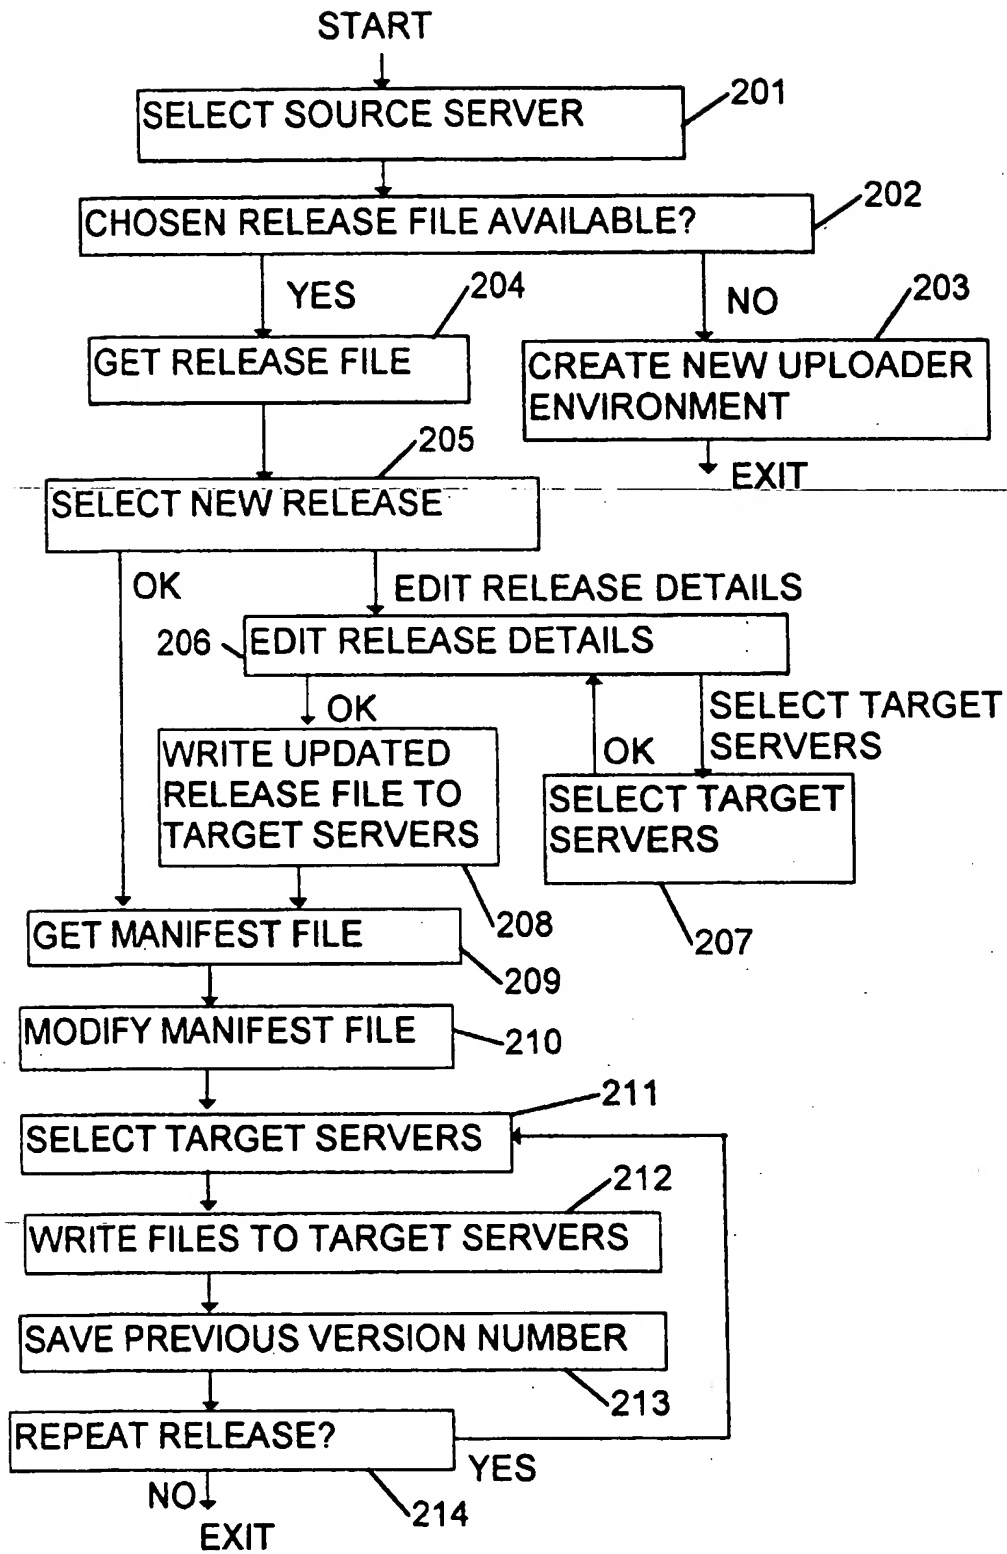 START
SELECT SOURCE SERVER
201
CHOSEN RELEASE FILE AVAILABLE?
202
YES
204
NO
203
GET RELEASE FILE
CREATE NEW UPLOADER
ENVIRONMENT
205
EXIT
SELECT NEW RELEASE
OK
EDIT RELEASE DETAILS
206
EDIT RELEASE DETAILS
OK
SELECT TARGET
SERVERS
OK
WRITE UPDATED
RELEASE FILE TO
TARGET SERVERS
SELECT TARGET
SERVERS
208
207
GET MANIFEST FILE
209
MODIFY MANIFEST FILE
210
211
SELECT TARGET SERVERS
212
WRITE FILES TO TARGET SERVERS
SAVE PREVIOUS VERSION NUMBER
213
REPEAT RELEASE?
YES
NO
214
EXIT